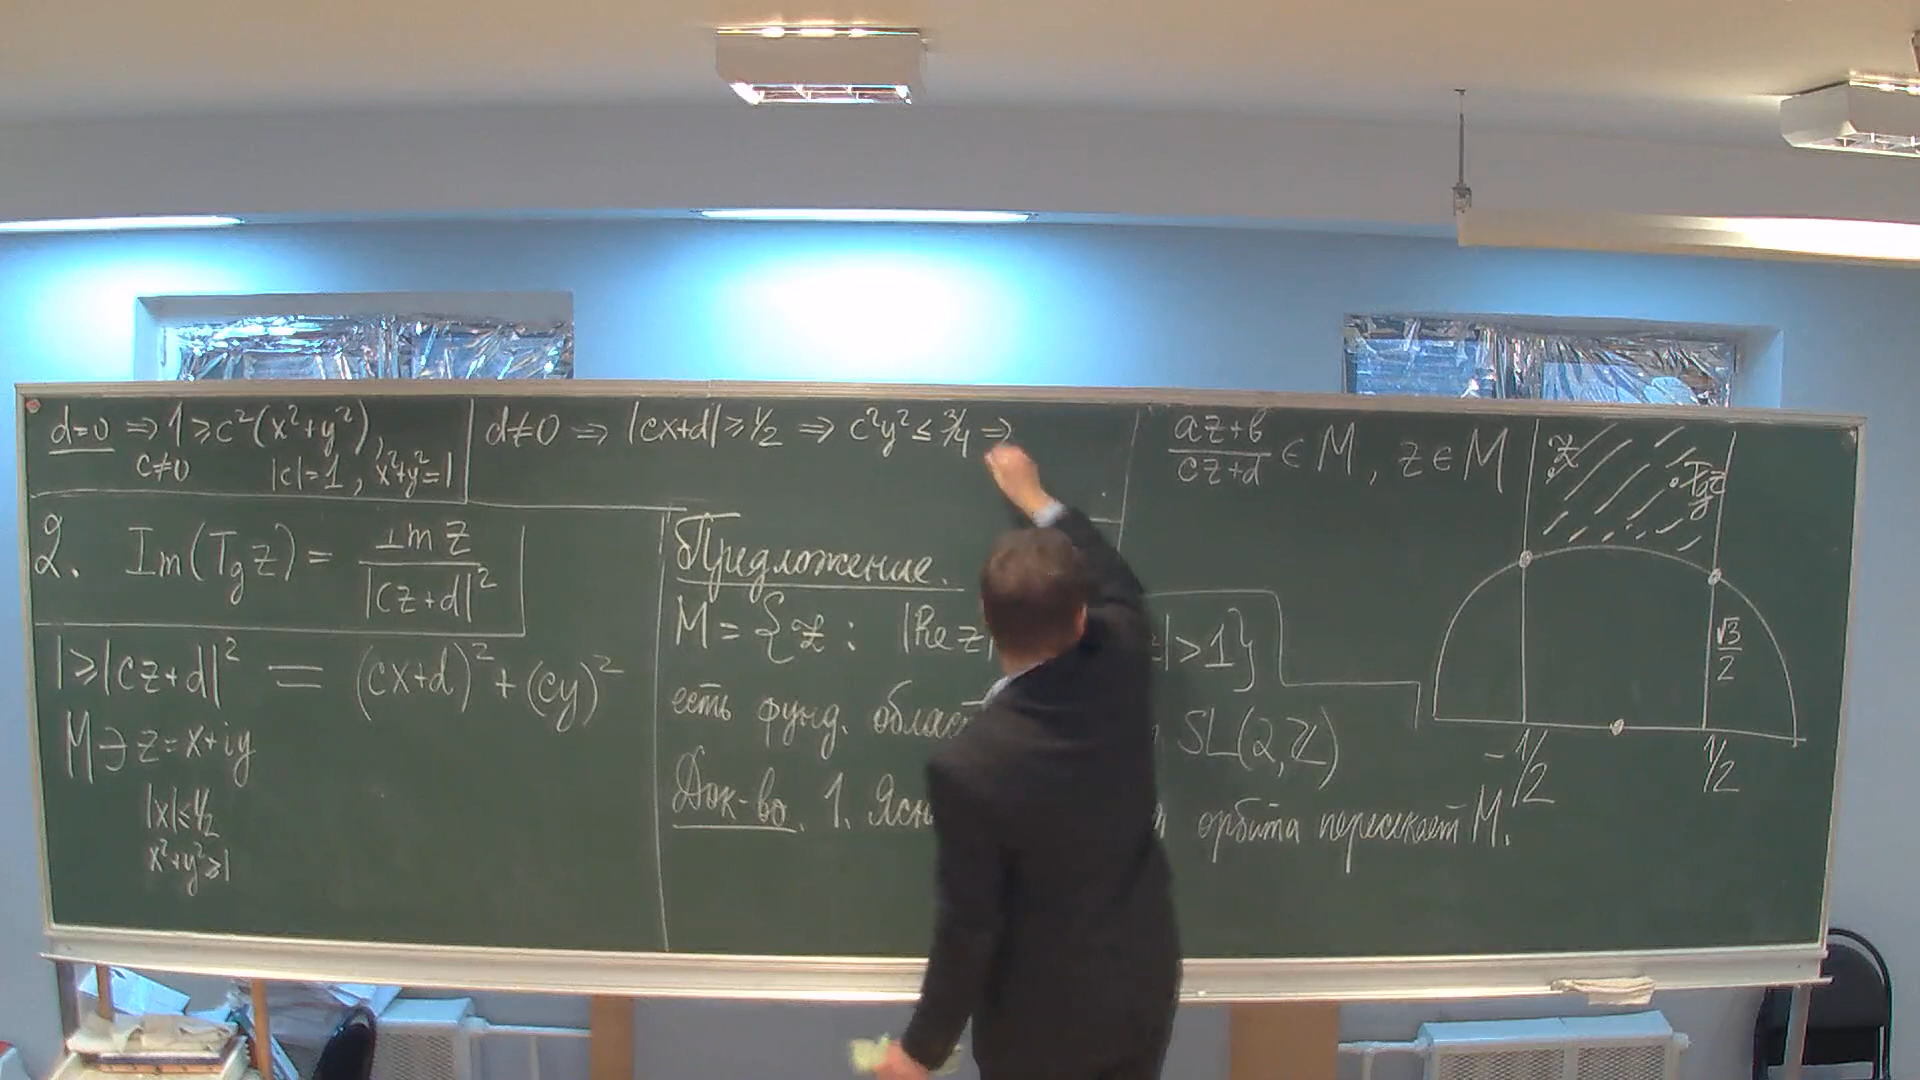 d=0 ⇒ 1 ≥ c²(x²+y²),
c≠0 |c|=1, x²+y²=1
d≠0 ⇒ |cx+d| ≥ 1/2 ⇒ c²y² ≤ 3/4 ⇒
2. Im(T_g z) = Im z / |cz+d|²
1 ≥ |cz+d|² = (cx+d)² + (cy)²
M ∋ z = x+iy
|x| ≤ 1/2
x²+y² ≥ 1
Предложение.
M = {z : |Re z| |>1}
есть фунд. SL(2,ℤ)
Док-во. 1. орбита пересекает M.
(az+b)/(cz+d) ∈ M, z ∈ M
z
T_g z
√3/2
-1/2 1/2